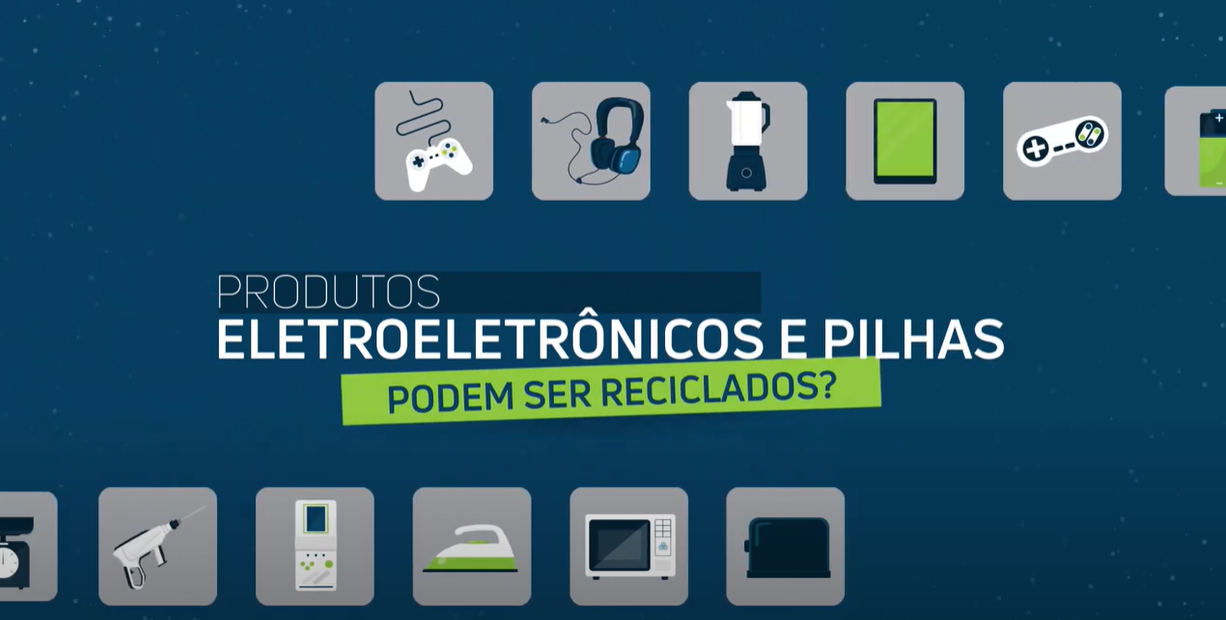 PRODUTOS
ELETROELETRÔNICOS E PILHAS
PODEM SER RECICLADOS?